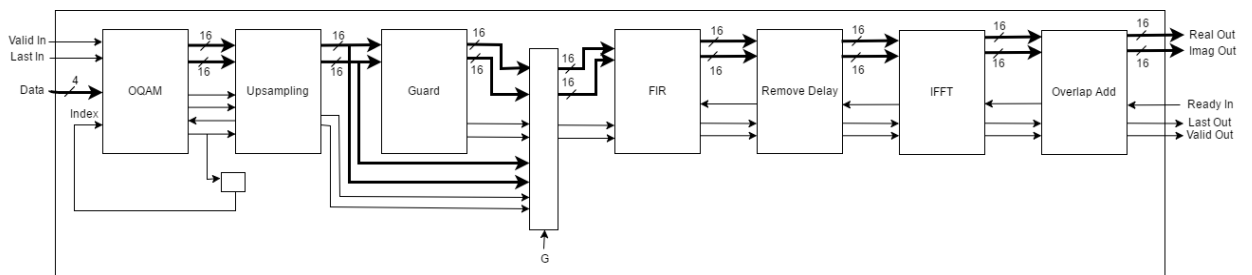 16 16 16 16 16 16 16 16
Real Out
Valid In
Imag Out
Last In
16 16 16 16 16 16 16 16
Data 4 OQAM Upsampling Guard FIR Remove Delay IFFT Overlap Add
Ready In
Index
Last Out
Valid Out
G